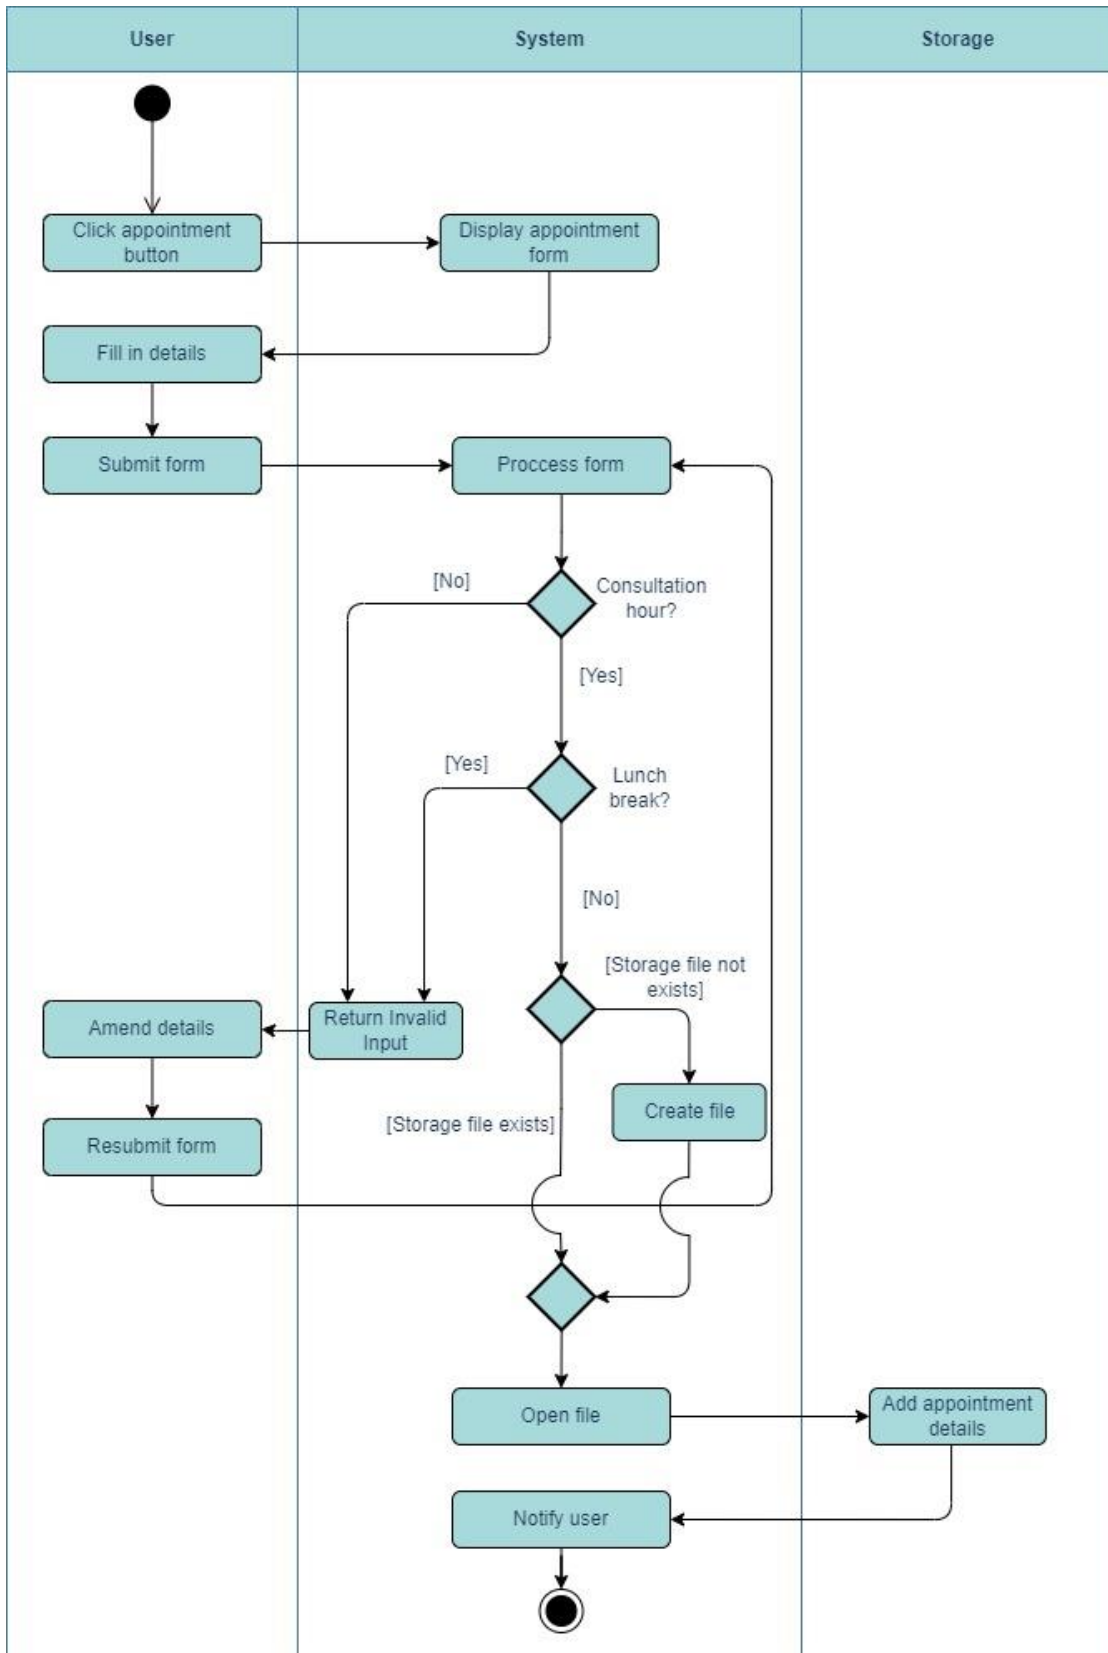 User
System
Storage
Click appointment
button
Display appointment
form
Fill in details
Submit form
Proccess form
[No]
Consultation
hour?
[Yes]
[Yes]
Lunch
break?
[No]
[Storage file not
exists]
Amend details
Return Invalid
Input
Create file
[Storage file exists]
Resubmit form
Open file
Add appointment
details
Notify user